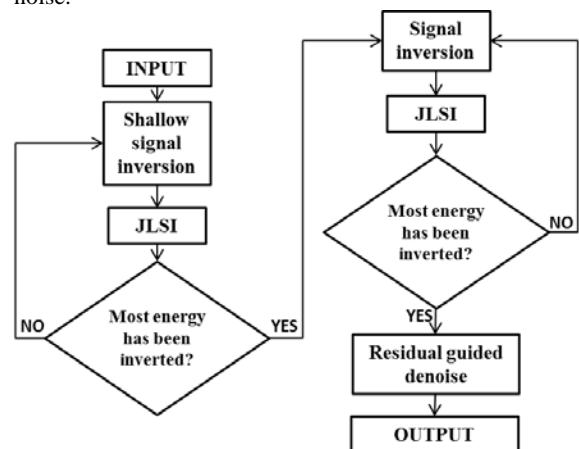 noise.
INPUT
Shallow
signal
inversion
JLSI
Most energy
has been
inverted?
NO
YES
Signal
inversion
JLSI
Most energy
has been
inverted?
NO
YES
Residual guided
denoise
OUTPUT